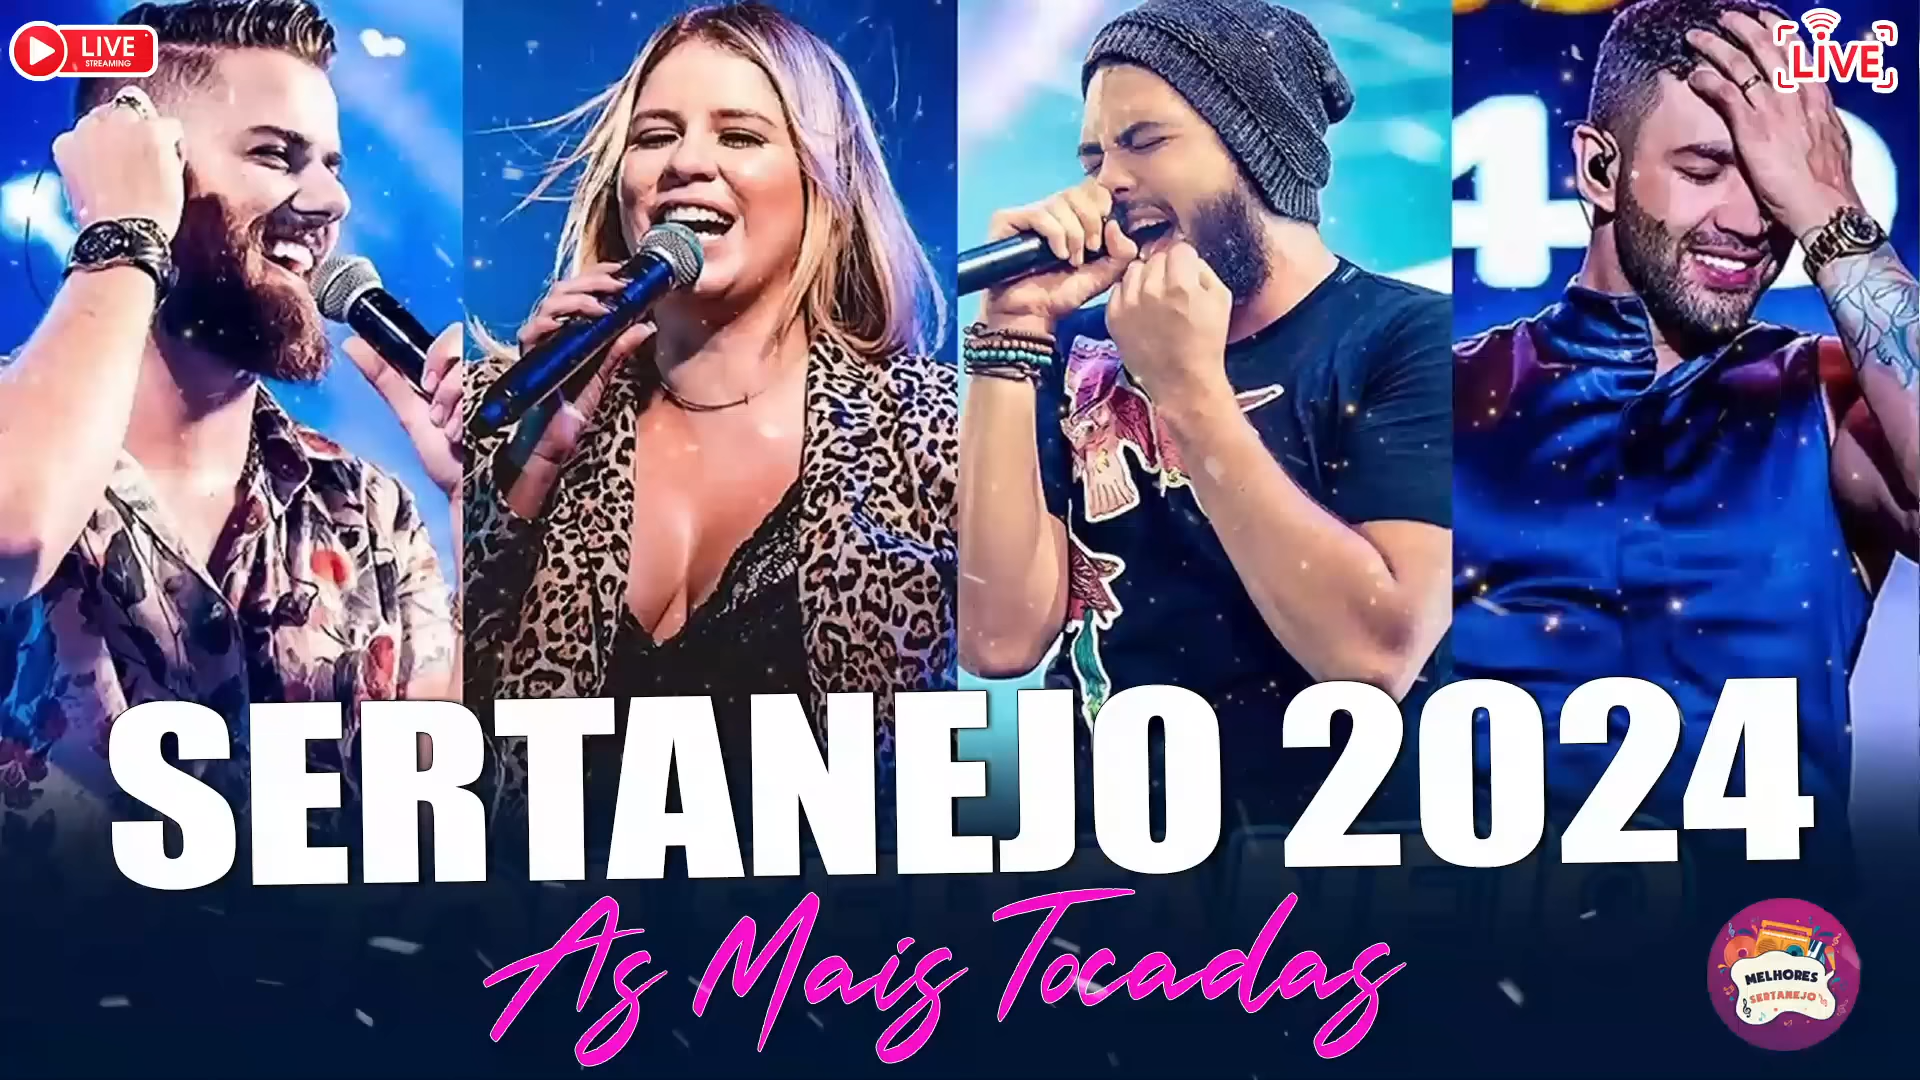 LIVE
STREAMING
LIVE
SERTANEJO 2024
As Mais Tocadas
MELHORES
SERTANEJO